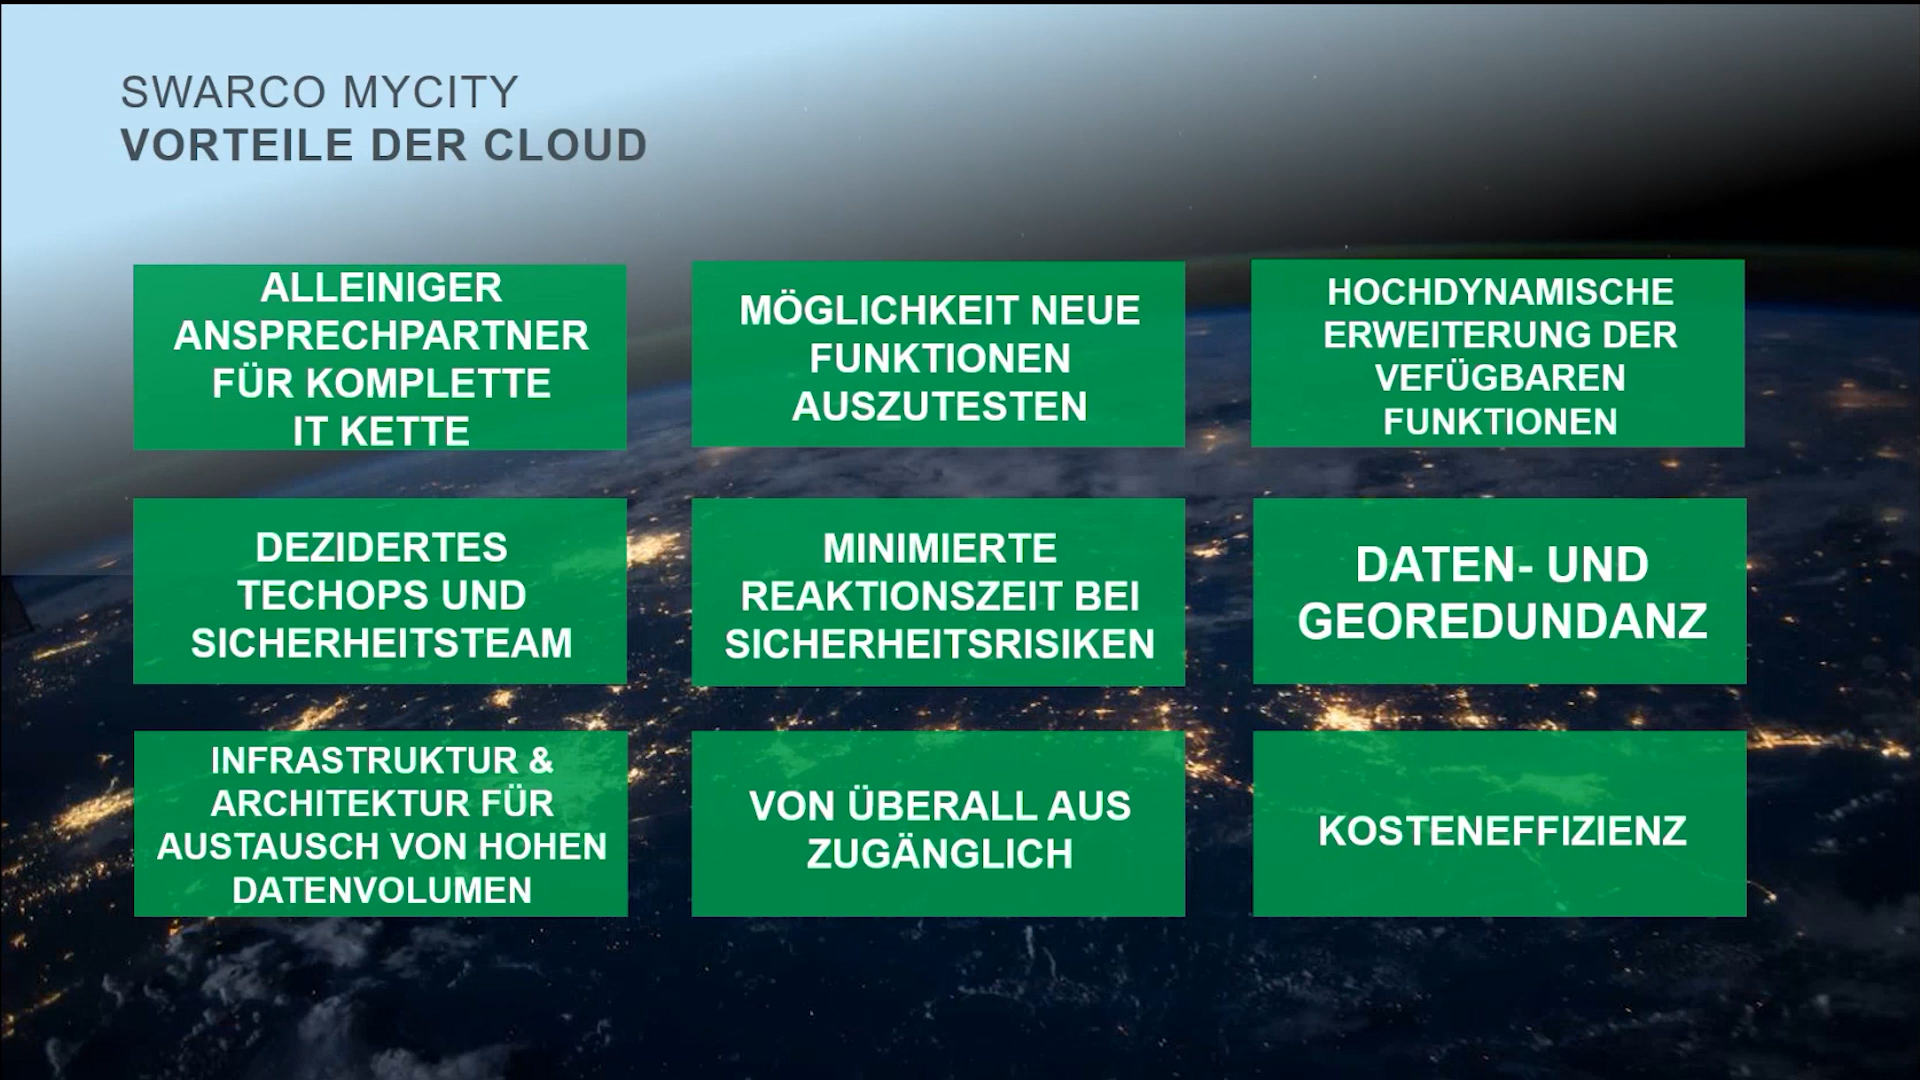 SWARCO MYCITY
VORTEILE DER CLOUD
ALLEINIGER
ANSPRECHPARTNER
FÜR KOMPLETTE
IT KETTE
MÖGLICHKEIT NEUE
FUNKTIONEN
AUSZUTESTEN
HOCHDYNAMISCHE
ERWEITERUNG DER
VEFÜGBAREN
FUNKTIONEN
DEZIDERTES
TECHOPS UND
SICHERHEITSTEAM
MINIMIERTE
REAKTIONSZEIT BEI
SICHERHEITSRISIKEN
DATEN- UND
GEOREDUNDANZ
INFRASTRUKTUR &
ARCHITEKTUR FÜR
AUSTAUSCH VON HOHEN
DATENVOLUMEN
VON ÜBERALL AUS
ZUGÄNGLICH
KOSTENEFFIZIENZ